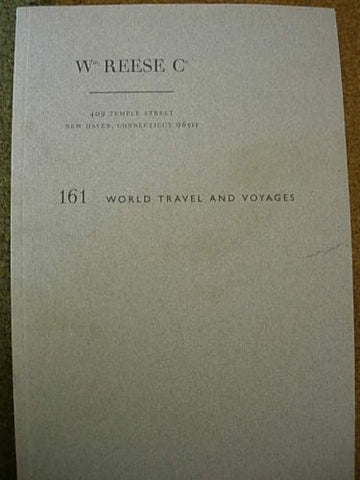 Wm REESE Co
409 TEMPLE STREET
NEW HAVEN, CONNECTICUT 06511
161 WORLD TRAVEL AND VOYAGES